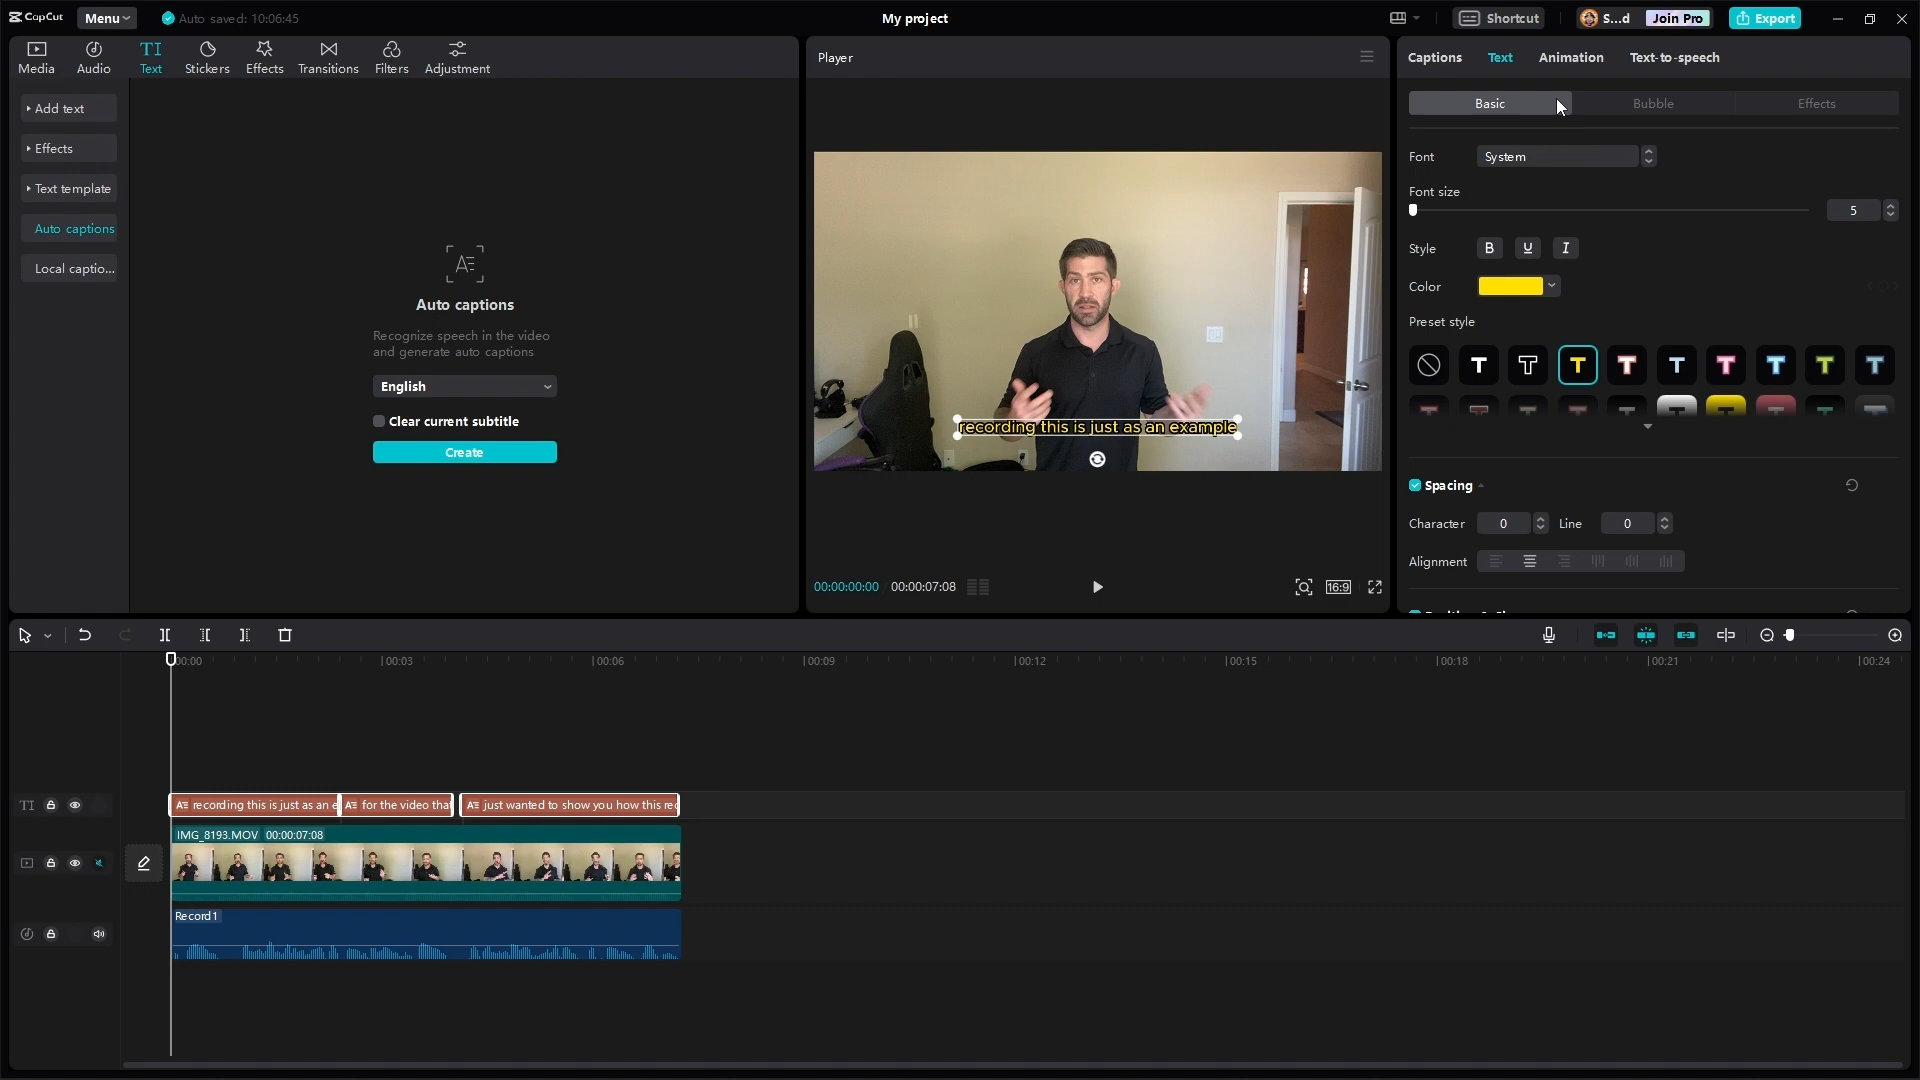 CapCut
Menu
Auto saved: 10:06:45
My project
Shortcut
S...d
Join Pro
Export
Media
Audio
TI
Text
Stickers
Effects
Transitions
Filters
Adjustment
Add text
Effects
Text template
Auto captions
Local captio...
Auto captions
Recognize speech in the video
and generate auto captions
English
Clear current subtitle
Create
Player
recording this is just as an example
00:00:00:00
00:00:07:08
16:9
Captions
Text
Animation
Text-to-speech
Basic
Bubble
Effects
Font
System
Font size
5
Style
B
U
I
Color
Preset style
T
T
T
T
T
T
T
T
T
Spacing
Character
0
Line
0
Alignment
00:00
00:03
00:06
00:09
00:12
00:15
00:18
00:21
00:24
TI
recording this is just as an e
for the video that
just wanted to show you how this rec
IMG_8193.MOV 00:00:07:08
Record1